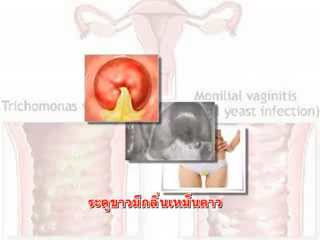 Monilial vaginitis
Trichomonas
yeast infection)
ระดูขาวมีกลิ่นเหม็นคาว